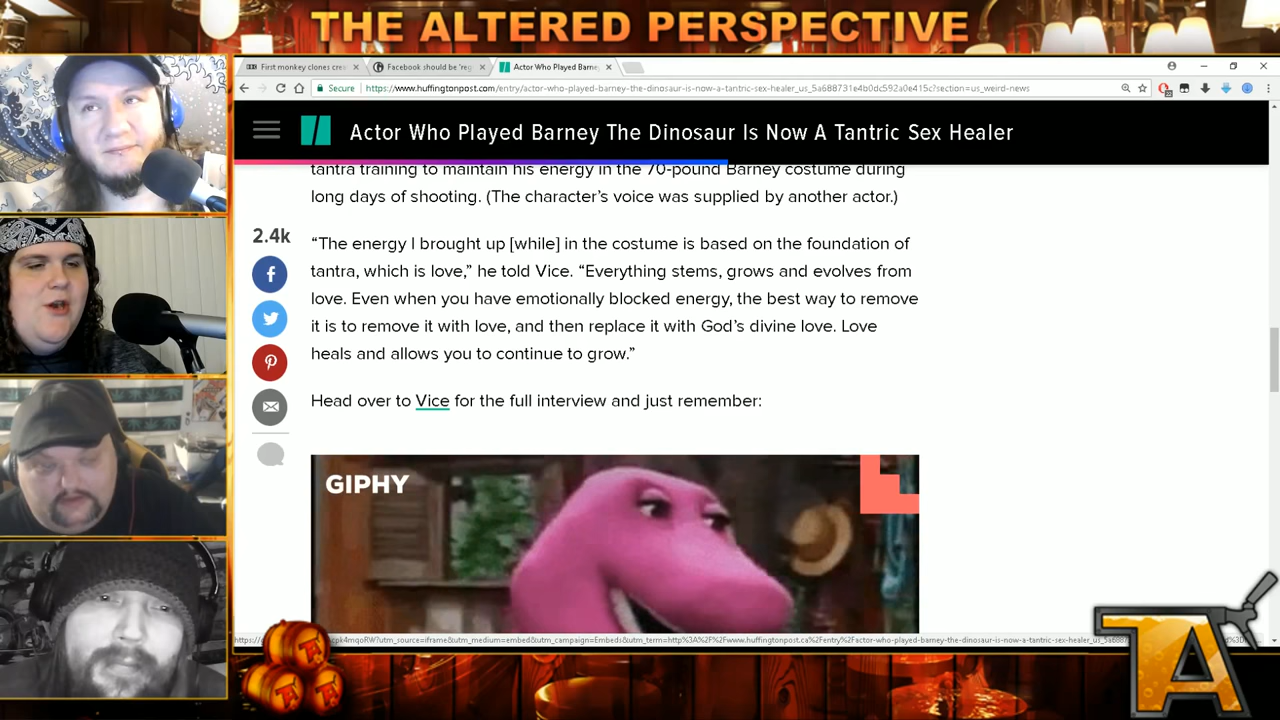 THE ALTERED PERSPECTIVE
First monkey clones crea
Facebook should be 'reg
Actor Who Played Barne
Secure
https://www.huffingtonpost.com/entry/actor-who-played-barney-the-dinosaur-is-now-a-tantric-sex-healer_us_5a688731e4b0dc592a0e415c?section=us_weird-news
Actor Who Played Barney The Dinosaur Is Now A Tantric Sex Healer
tantra training to maintain his energy in the 70-pound Barney costume during
long days of shooting. (The character's voice was supplied by another actor.)
2.4k
“The energy I brought up [while] in the costume is based on the foundation of
tantra, which is love,” he told Vice. “Everything stems, grows and evolves from
love. Even when you have emotionally blocked energy, the best way to remove
it is to remove it with love, and then replace it with God’s divine love. Love
heals and allows you to continue to grow.”
Head over to Vice for the full interview and just remember:
GIPHY
TA